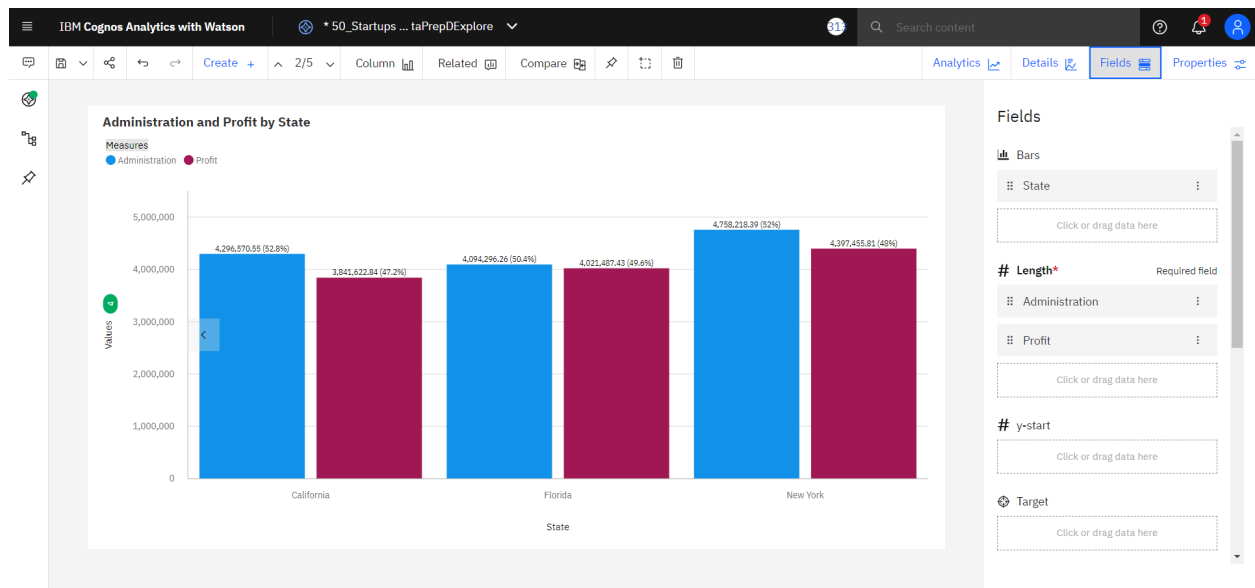 IBM Cognos Analytics with Watson
* 50_Startups ... taPrepDExplore
313
Search content
1
Create +
2/5
Column
Related
Compare
Analytics
Details
Fields
Properties
Administration and Profit by State
Measures
Administration
Profit
Values
4
5,000,000
4,000,000
3,000,000
2,000,000
1,000,000
0
4,296,570.55 (52.8%)
3,841,622.84 (47.2%)
4,094,296.26 (50.4%)
4,021,487.43 (49.6%)
4,758,218.39 (52%)
4,397,455.81 (48%)
California
Florida
New York
State
Fields
Bars
State
Click or drag data here
# Length*
Required field
Administration
Profit
Click or drag data here
# y-start
Click or drag data here
Target
Click or drag data here